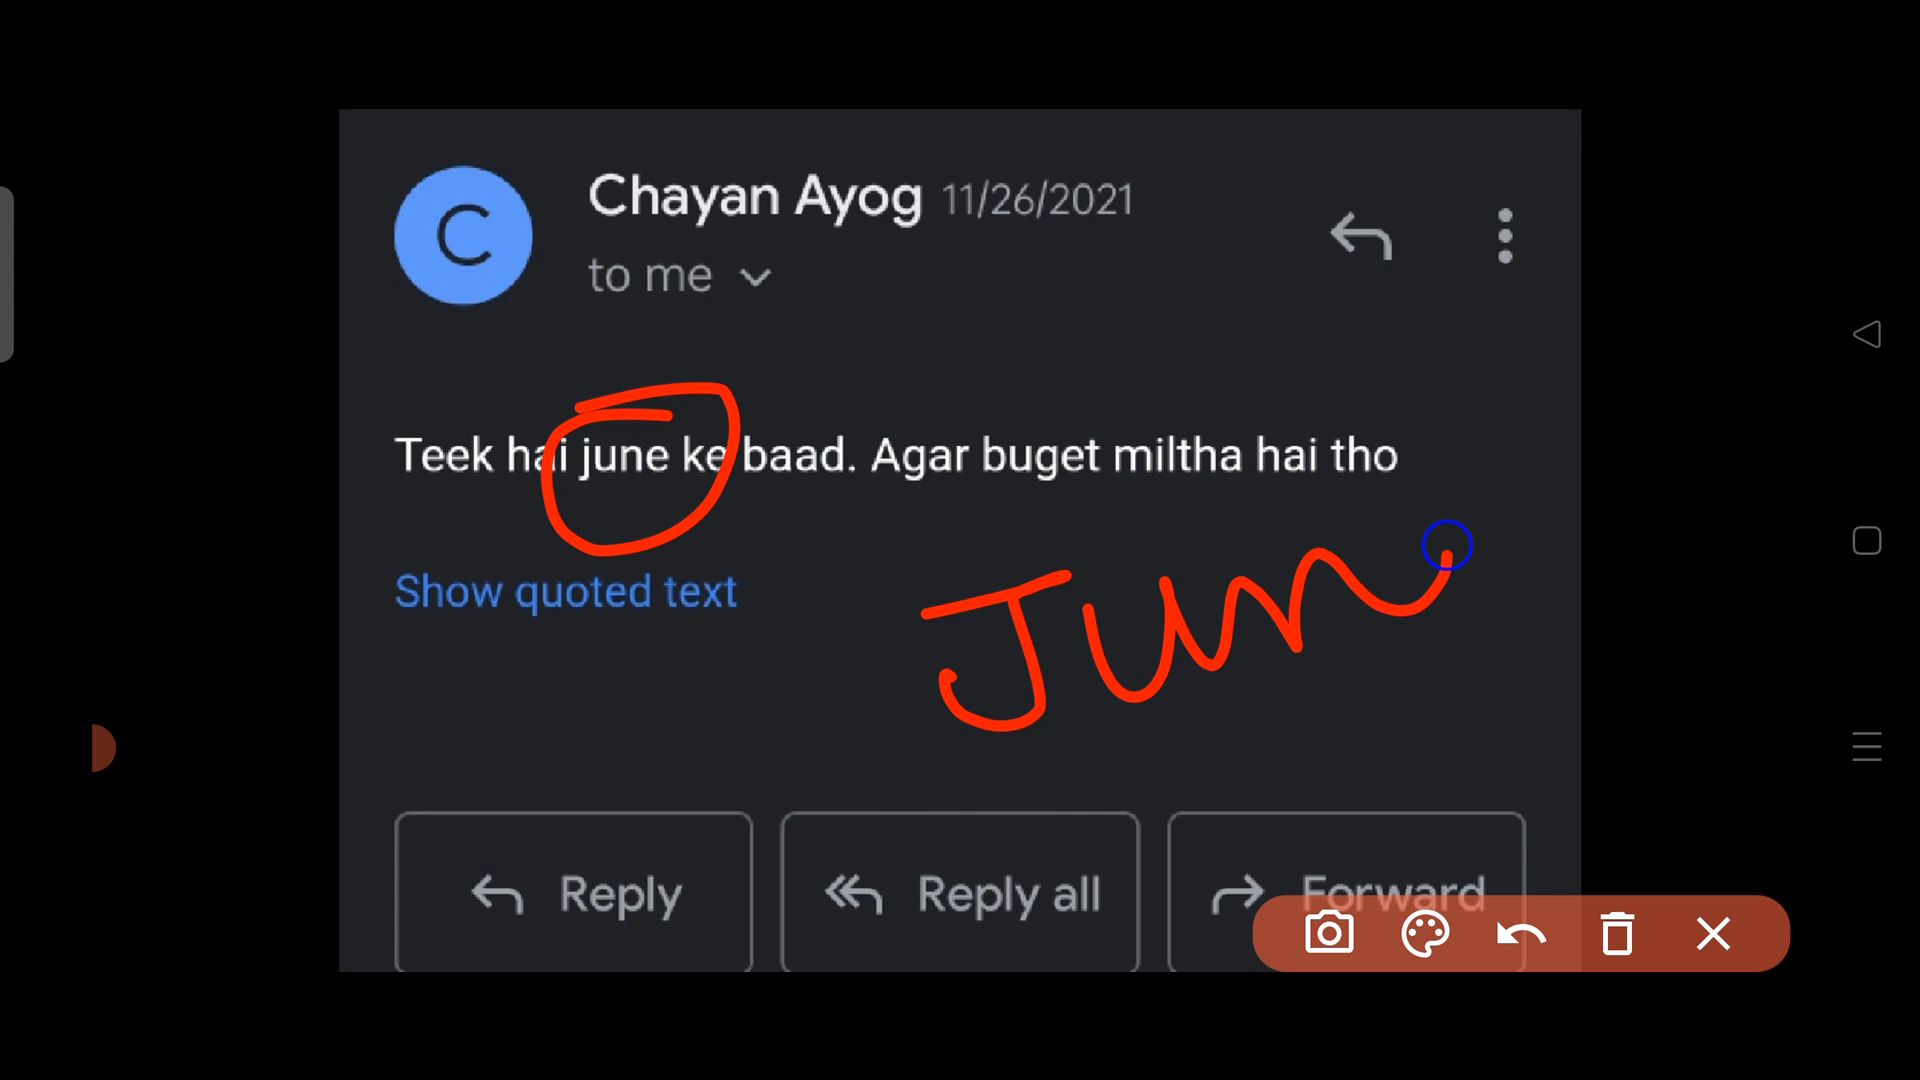 C
Chayan Ayog 11/26/2021
to me
Teek hai june ke baad. Agar buget miltha hai tho
Show quoted text
Jun
Reply
Reply all
Forward